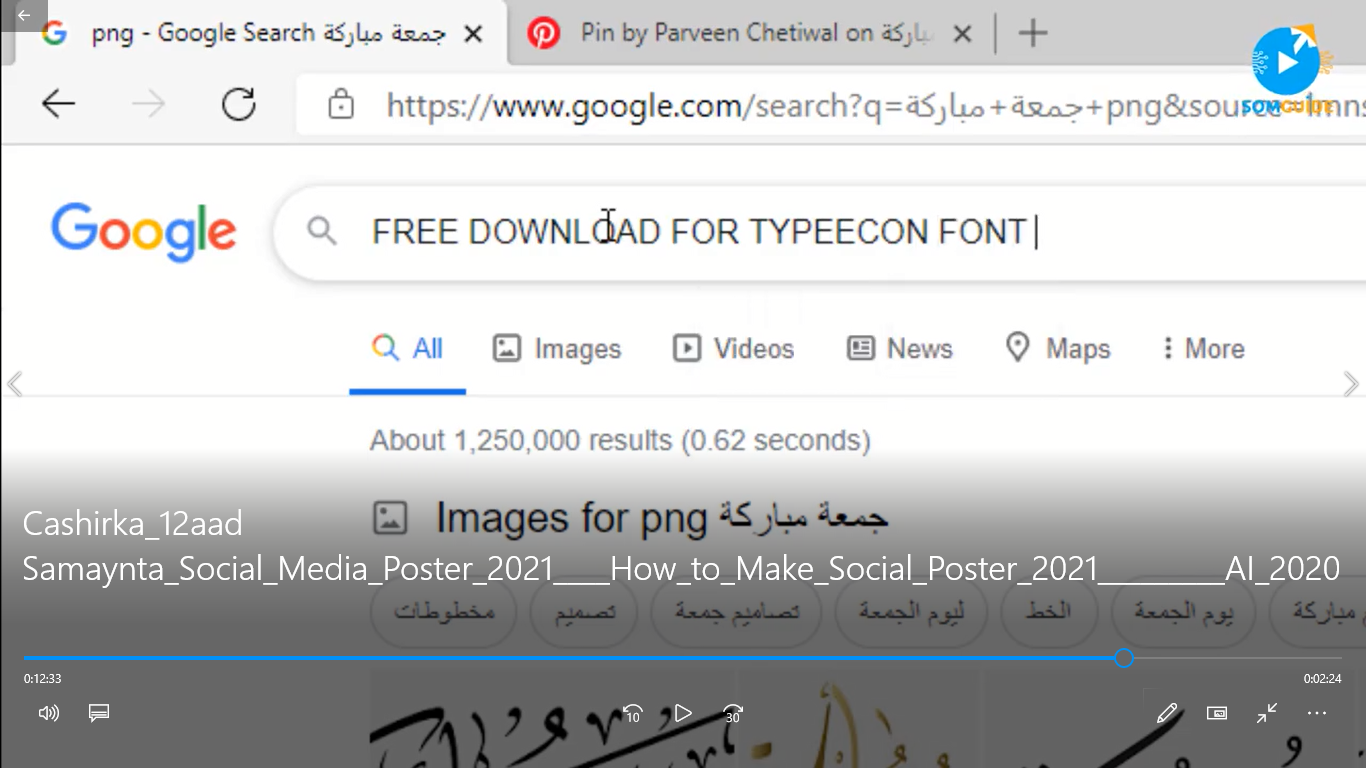 png - Google Search جمعة مباركة
Pin by Parveen Chetiwal on
https://www.google.com/search?q=جمعة+مباركة+png&source=lmns
SOMGUIDE
Google
FREE DOWNLOAD FOR TYPEECON FONT
All Images Videos News Maps More
About 1,250,000 results (0.62 seconds)
Images for png جمعة مباركة
Cashirka_12aad
Samaynta_Social_Media_Poster_2021____How_to_Make_Social_Poster_2021_________AI_2020
مخطوطات تصميم تصاميم جمعة ليوم الجمعة الخط يوم الجمعة مباركة
0:12:33 0:02:24
10 30